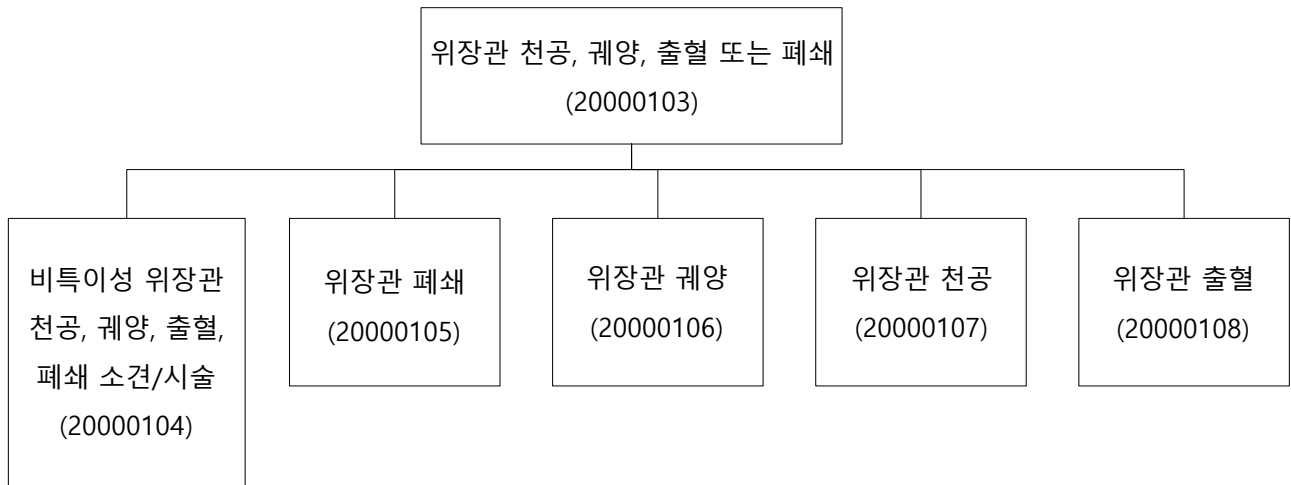 위장관 천공, 궤양, 출혈 또는 폐쇄
(20000103)
비특이성 위장관
천공, 궤양, 출혈,
폐쇄 소견/시술
(20000104)
위장관 폐쇄
(20000105)
위장관 궤양
(20000106)
위장관 천공
(20000107)
위장관 출혈
(20000108)